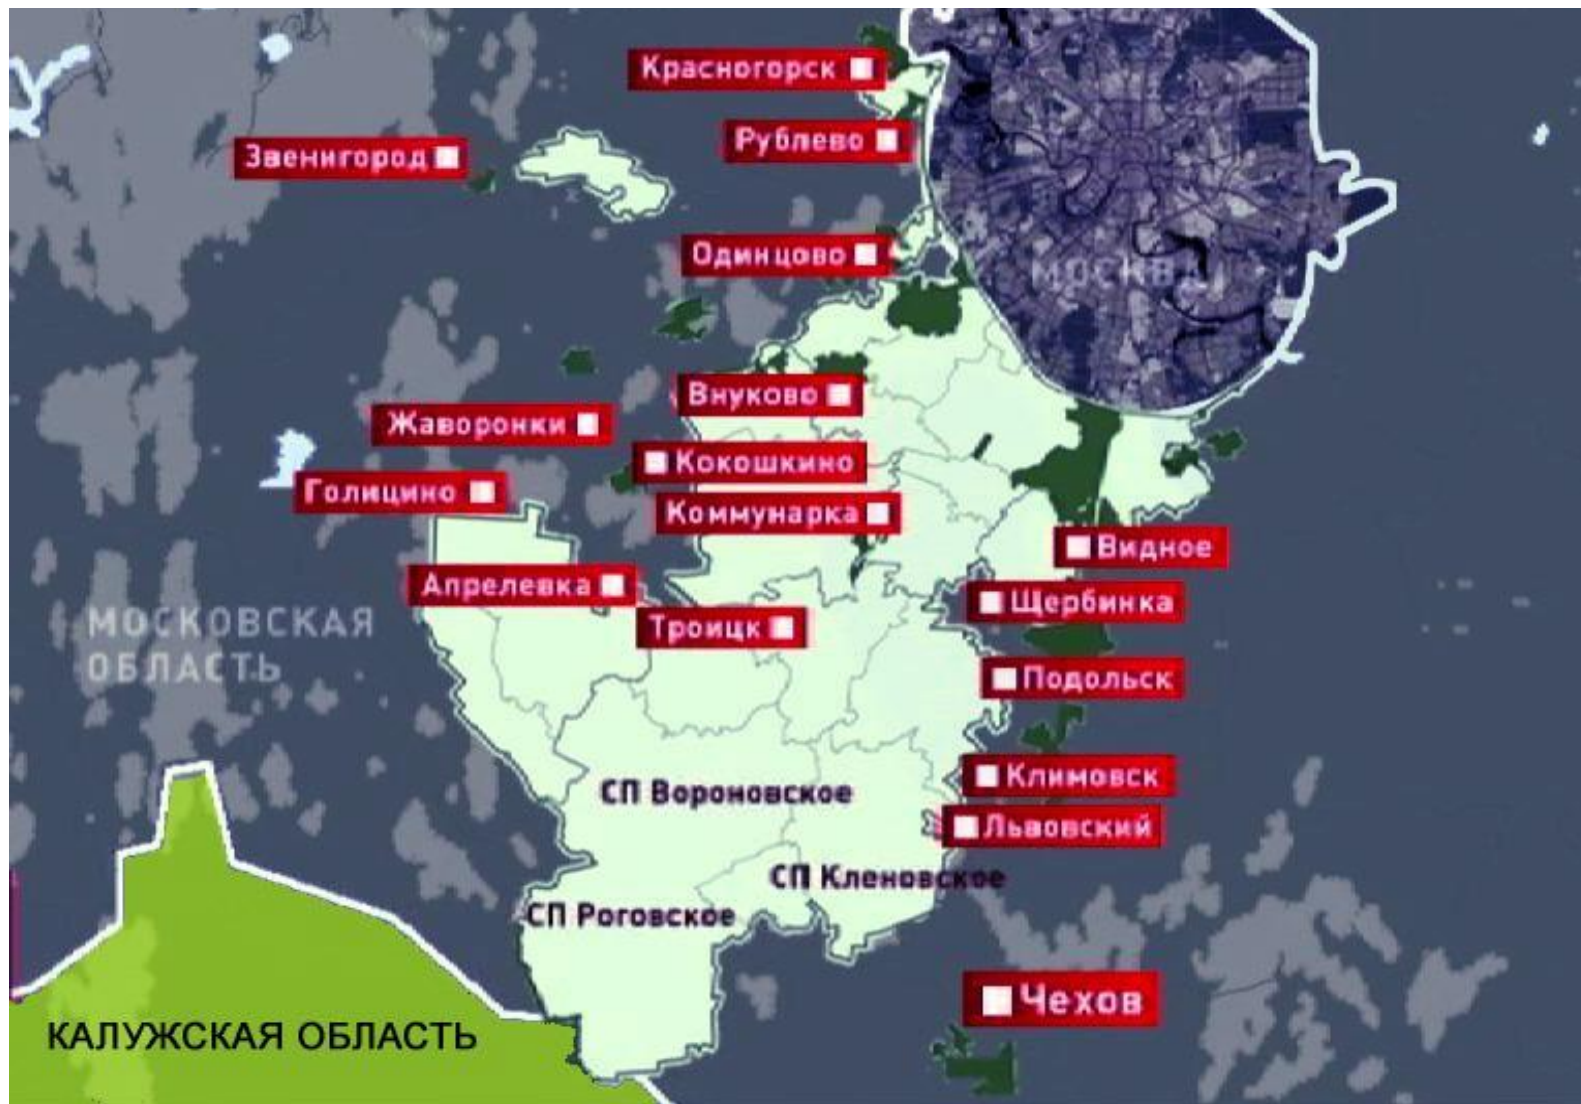 Красногорск
Рублево
Звенигород
Одинцово
МОСКВА
Внуково
Жаворонки
Кокошкино
Голицино
Коммунарка
Видное
Апрелевка
Щербинка
МОСКОВСКАЯ
ОБЛАСТЬ
Троицк
Подольск
Климовск
СП Вороновское
Львовский
СП Кленовское
СП Роговское
Чехов
КАЛУЖСКАЯ ОБЛАСТЬ